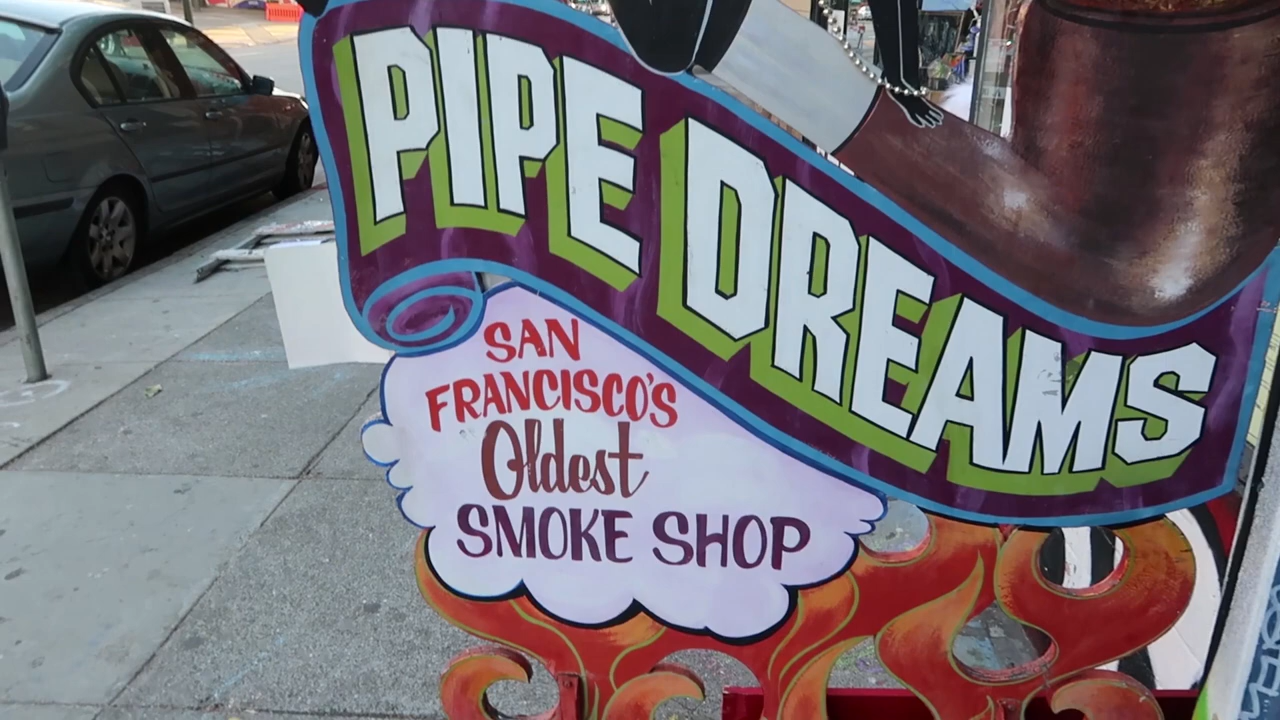 PIPE DREAMS
SAN
FRANCISCO'S
Oldest
SMOKE SHOP